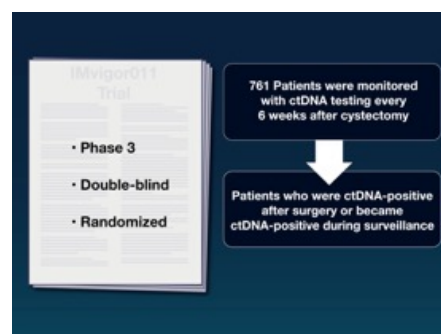 IMvigor011
Trial
• Phase 3
• Double-blind
• Randomized
761 Patients were monitored
with ctDNA testing every
6 weeks after cystectomy
Patients who were ctDNA-positive
after surgery or became
ctDNA-positive during surveillance